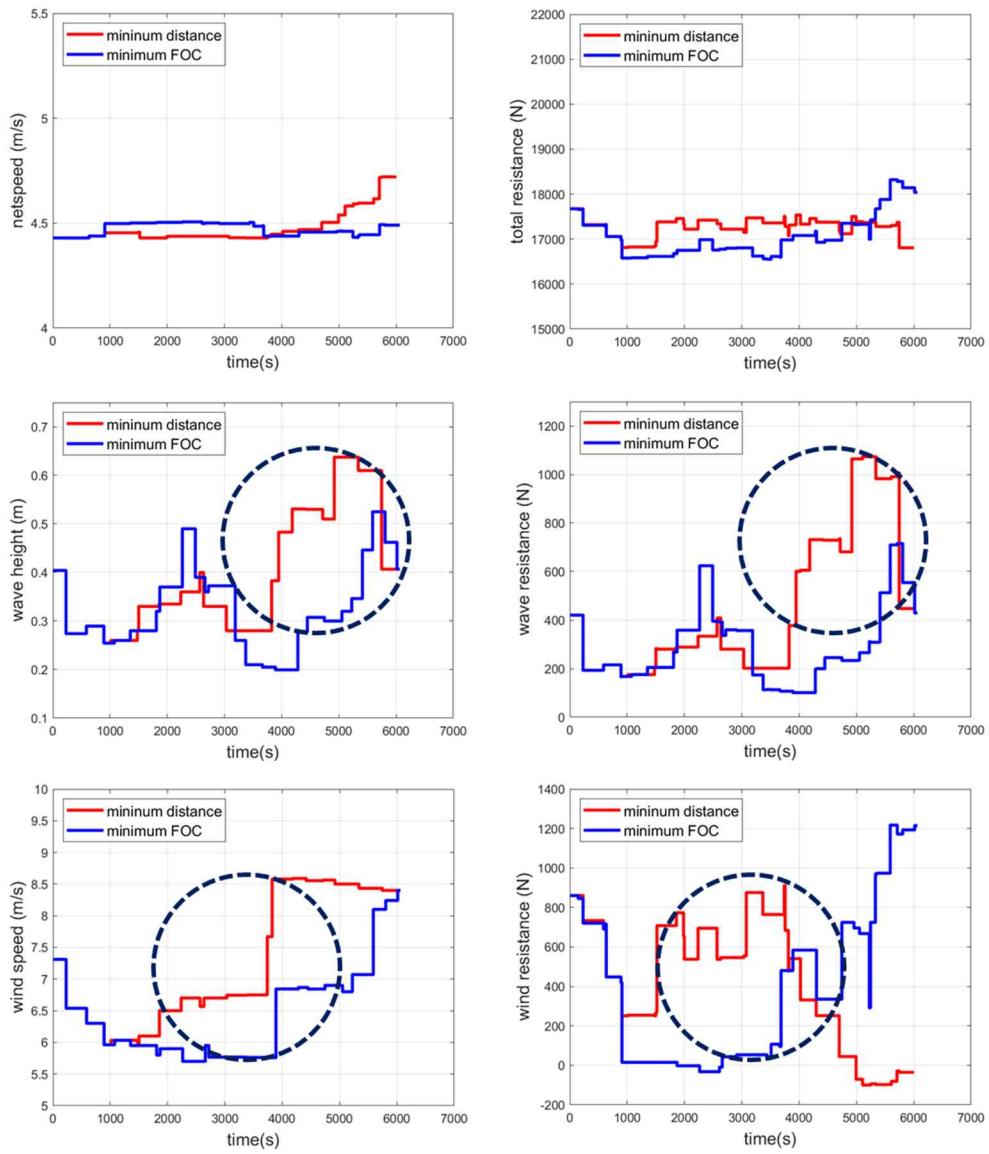 5.5
5
4.5
4
netspeed (m/s)
mininum distance
minimum FOC
0 1000 2000 3000 4000 5000 6000 7000
time(s)
22000
21000
20000
19000
18000
17000
16000
15000
total resistance (N)
mininum distance
minimum FOC
0 1000 2000 3000 4000 5000 6000 7000
time(s)
0.7
0.6
0.5
0.4
0.3
0.2
0.1
wave height (m)
mininum distance
minimum FOC
0 1000 2000 3000 4000 5000 6000 7000
time(s)
1200
1000
800
600
400
200
0
wave resistance (N)
mininum distance
minimum FOC
0 1000 2000 3000 4000 5000 6000 7000
time(s)
10
9.5
9
8.5
8
7.5
7
6.5
6
5.5
5
wind speed (m/s)
mininum distance
minimum FOC
0 1000 2000 3000 4000 5000 6000 7000
time(s)
1400
1200
1000
800
600
400
200
0
-200
wind resistance (N)
mininum distance
minimum FOC
0 1000 2000 3000 4000 5000 6000 7000
time(s)